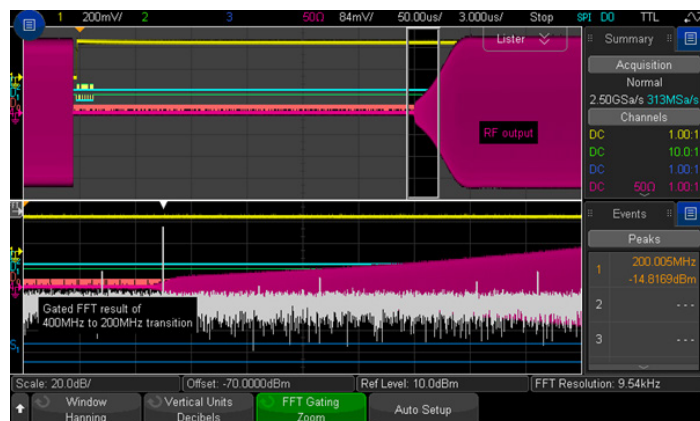 1 200mV/ 2 3 50Ω 84mV/ 50.00us/ 3.000us/ Stop SPI D0 TTL
Lister
Summary
Acquisition
Normal
2.50GSa/s 313MSa/s
Channels
DC 1.00:1
DC 10.0:1
DC 1.00:1
DC 50Ω 1.00:1
RF output
Events
Peaks
1 200.005MHz
-14.8169dBm
2 - - -
3 - - -
Gated FFT result of
400MHz to 200MHz transition
S1
Scale: 20.0dB/ Offset: -70.0000dBm Ref Level: 10.0dBm FFT Resolution: 9.54kHz
Window
Hanning
Vertical Units
Decibels
FFT Gating
Zoom
Auto Setup